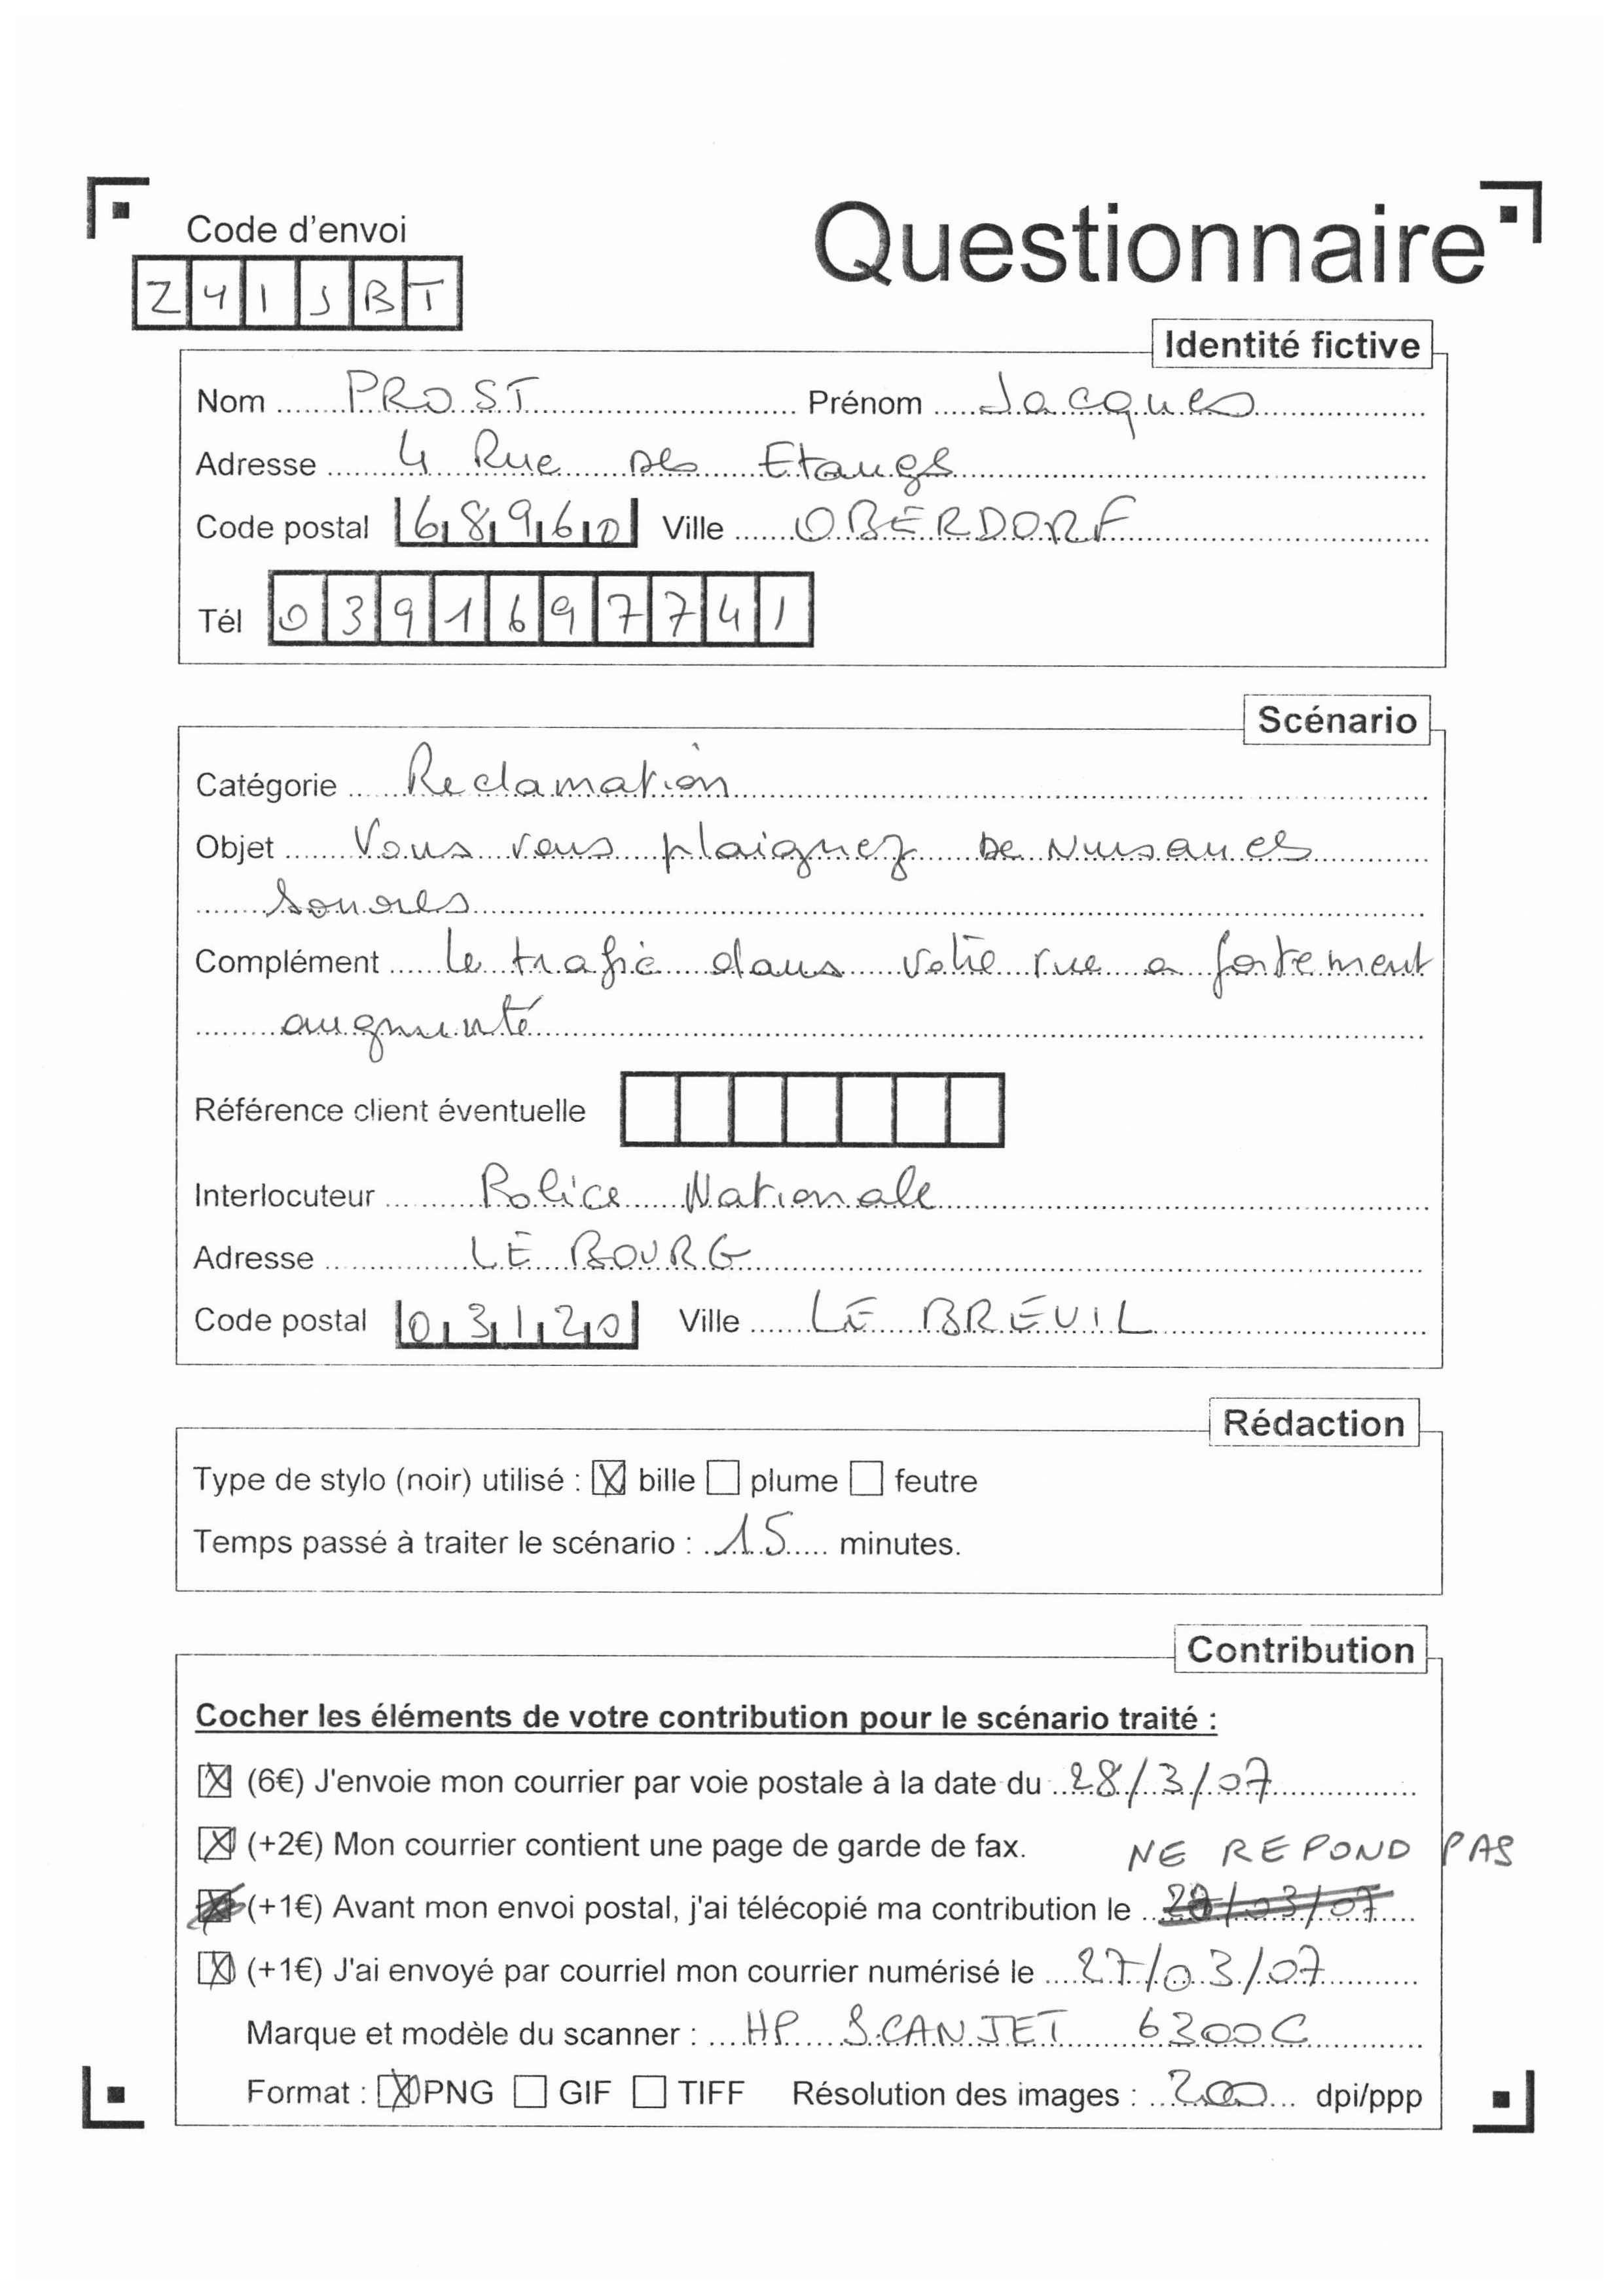 Code d'envoi
Questionnaire
Z41JBT
Identité fictive
Nom PROST Prénom Jacques
Adresse 4 Rue des Etangs
Code postal 68960 Ville OBERDORF
Tél 0391697741
Scénario
Catégorie Reclamation
Objet Vous vous plaignez de Nuisances
sonores
Complément le trafic dans votre rue a fortement
augmenté
Référence client éventuelle
Interlocuteur Police Nationale
Adresse LE BOURG
Code postal 03120 Ville LE BREUIL
Rédaction
Type de stylo (noir) utilisé : bille plume feutre
Temps passé à traiter le scénario : 15 minutes.
Contribution
Cocher les éléments de votre contribution pour le scénario traité :
(6€) J'envoie mon courrier par voie postale à la date du 28/3/07
(+2€) Mon courrier contient une page de garde de fax. NE REPOND PAS
(+1€) Avant mon envoi postal, j'ai télécopié ma contribution le
(+1€) J'ai envoyé par courriel mon courrier numérisé le 27/03/07
Marque et modèle du scanner : HP SCANJET 6300C
Format : PNG GIF TIFF Résolution des images : 200 dpi/ppp